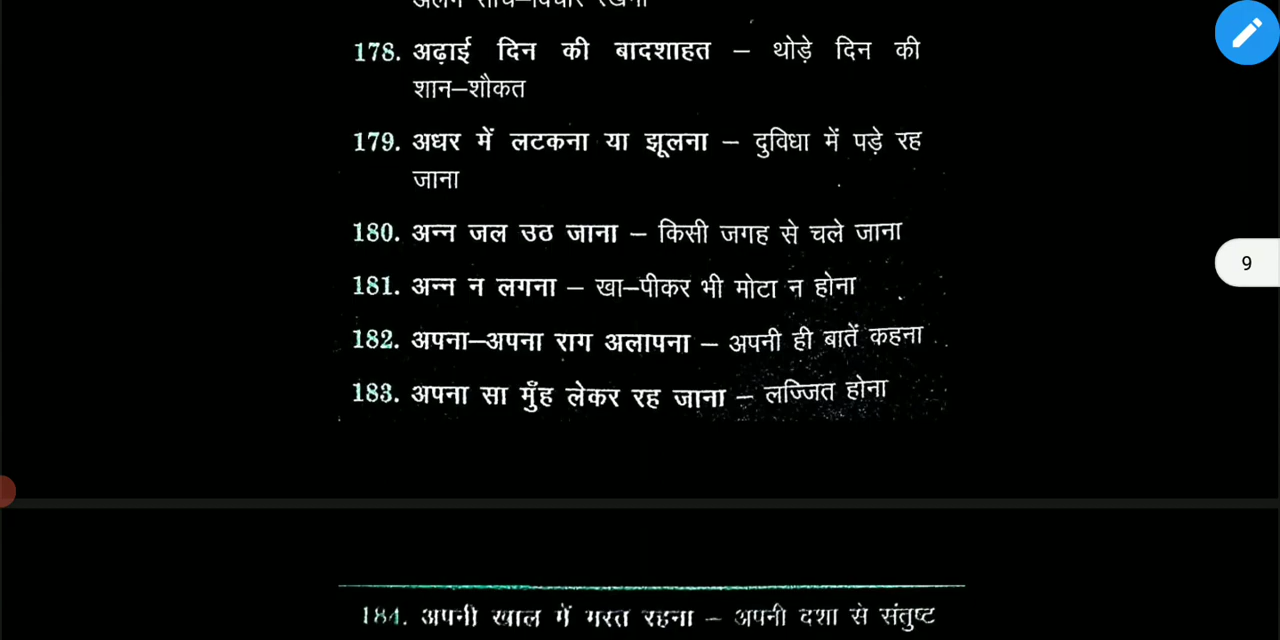 178. अढ़ाई दिन की बादशाहत – थोड़े दिन की
शान–शौकत
179. अधर में लटकना या झूलना – दुविधा में पड़े रह
जाना
180. अन्न जल उठ जाना – किसी जगह से चले जाना
181. अन्न न लगना – खा–पीकर भी मोटा न होना
182. अपना–अपना राग अलापना – अपनी ही बातें कहना
183. अपना सा मुँह लेकर रह जाना – लज्जित होना
184. अपनी खाल में मस्त रहना – अपनी दशा से संतुष्ट
9